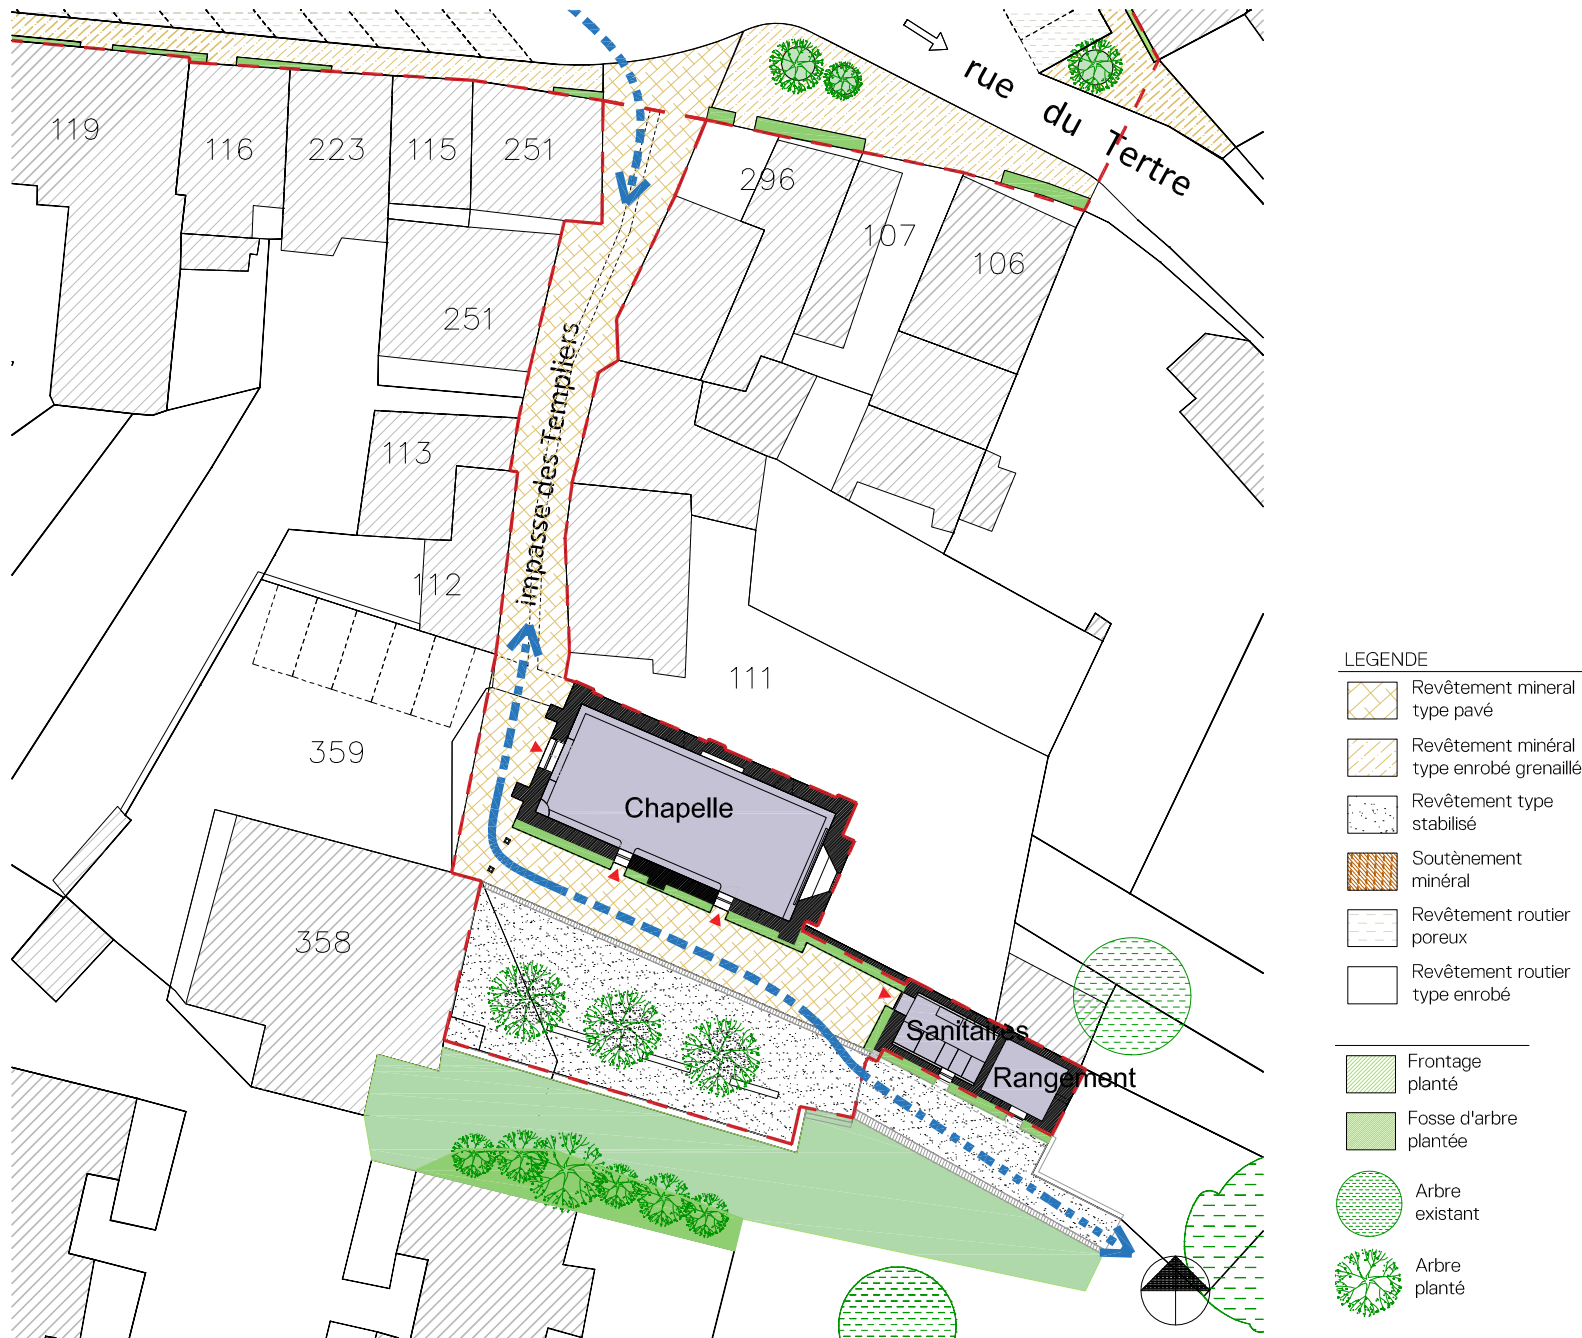 rue du Tertre
119
116
223
115
251
296
107
106
251
impasse des Templiers
113
112
111
359
Chapelle
358
Sanitaires
Rangement
LEGENDE
Revêtement mineral
type pavé
Revêtement minéral
type enrobé grenaillé
Revêtement type
stabilisé
Soutènement
minéral
Revêtement routier
poreux
Revêtement routier
type enrobé
Frontage
planté
Fosse d'arbre
plantée
Arbre
existant
Arbre
planté